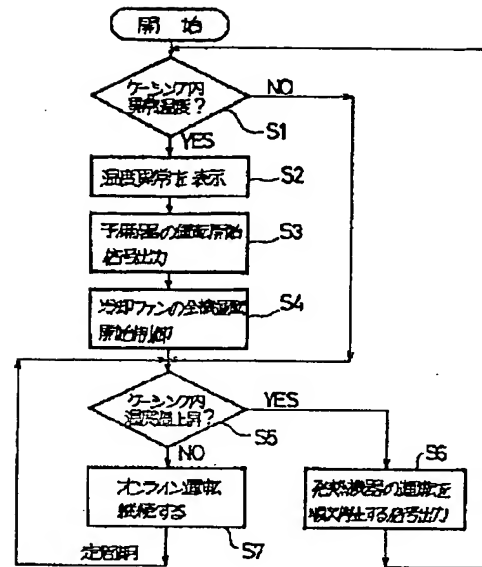 開始
ケーシング内
異常温度?
NO
S1
YES
温度異常を表示
S2
予備器の運転開始
信号出力
S3
冷却ファンの全機運転
開始制御
S4
ケーシング内
温度値上昇?
YES
S5
NO
オンライン運転
継続する
S7
S6
発熱機器の運転を
順次停止する信号出力
定周期